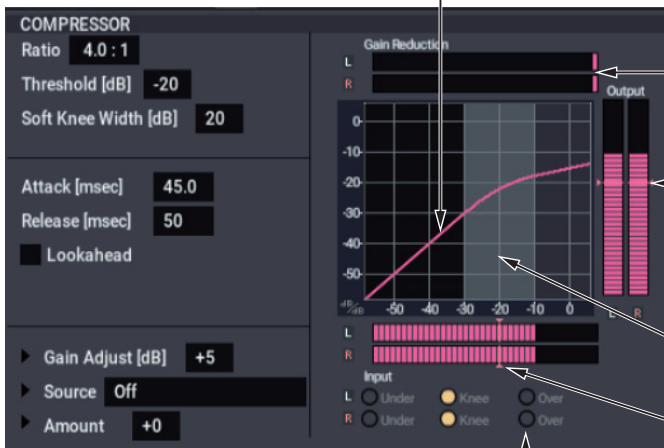 COMPRESSOR
Ratio 4.0 : 1
Threshold [dB] -20
Soft Knee Width [dB] 20
Attack [msec] 45.0
Release [msec] 50
Lookahead
Gain Adjust [dB] +5
Source Off
Amount +0
Gain Reduction
L
R
Output
0
-10
-20
-30
-40
-50
dB/dB -50 -40 -30 -20 -10 0
L R
L
R
Input
L Under Knee Over
R Under Knee Over